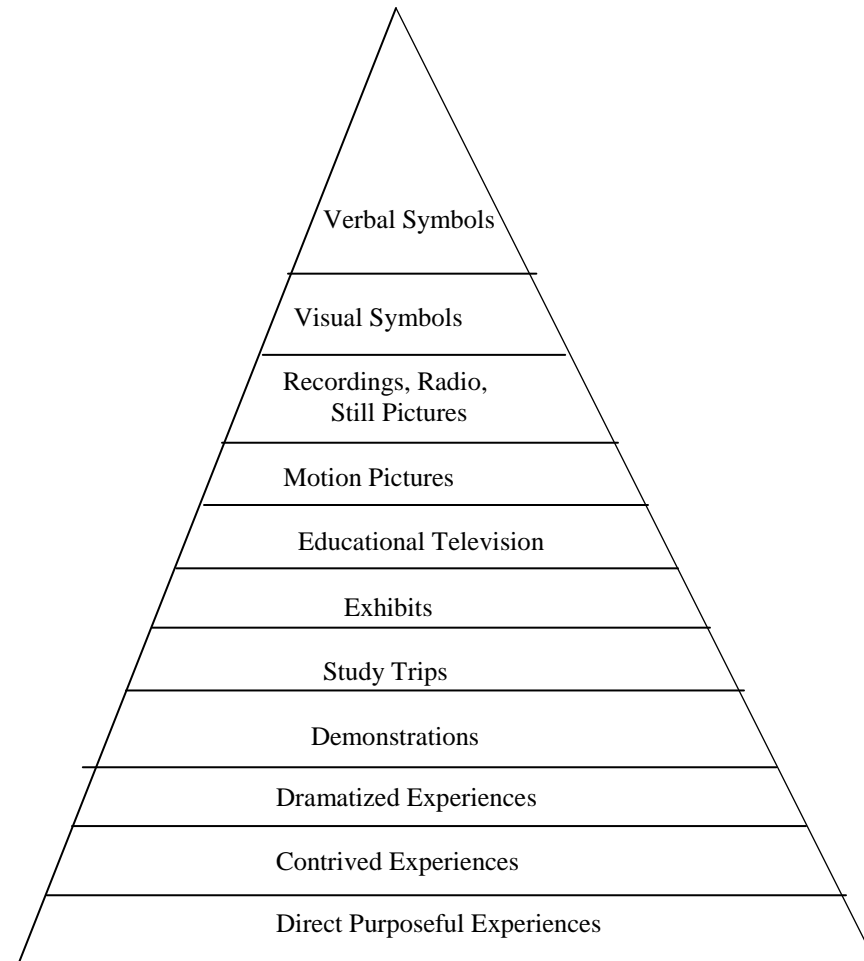 Verbal Symbols
Visual Symbols
Recordings, Radio,
Still Pictures
Motion Pictures
Educational Television
Exhibits
Study Trips
Demonstrations
Dramatized Experiences
Contrived Experiences
Direct Purposeful Experiences